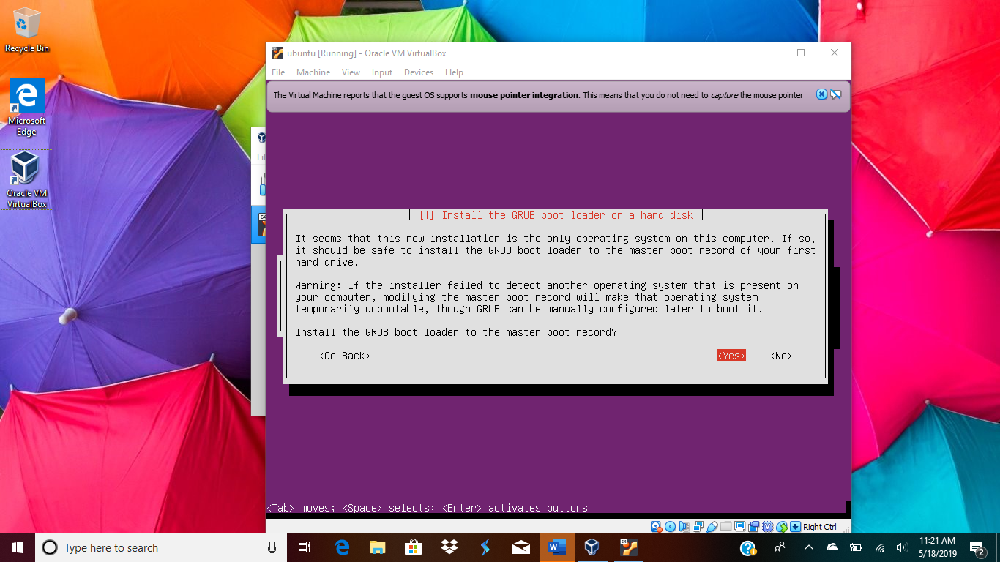 Recycle Bin
Microsoft
Edge
Oracle VM
VirtualBox
Fil
64
ubuntu [Running] - Oracle VM VirtualBox
File Machine View Input Devices Help
The Virtual Machine reports that the guest OS supports mouse pointer integration. This means that you do not need to capture the mouse pointer
[!] Install the GRUB boot loader on a hard disk
It seems that this new installation is the only operating system on this computer. If so,
it should be safe to install the GRUB boot loader to the master boot record of your first
hard drive.
Warning: If the installer failed to detect another operating system that is present on
your computer, modifying the master boot record will make that operating system
temporarily unbootable, though GRUB can be manually configured later to boot it.
Install the GRUB boot loader to the master boot record?
<Go Back> <Yes> <No>
<Tab> moves; <Space> selects; <Enter> activates buttons
Right Ctrl
Type here to search
11:21 AM
5/18/2019
2